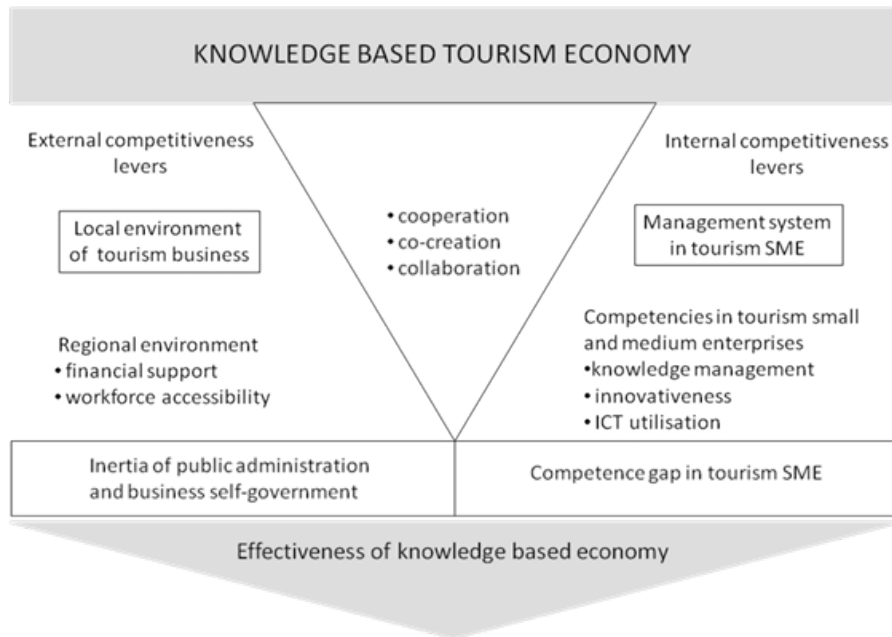 KNOWLEDGE BASED TOURISM ECONOMY
External competitiveness
levers
Local environment
of tourism business
Regional environment
• financial support
• workforce accessibility
• cooperation
• co-creation
• collaboration
Internal competitiveness
levers
Management system
in tourism SME
Competencies in tourism small
and medium enterprises
•knowledge management
• innovativeness
• ICT utilisation
Inertia of public administration
and business self-government
Competence gap in tourism SME
Effectiveness of knowledge based economy